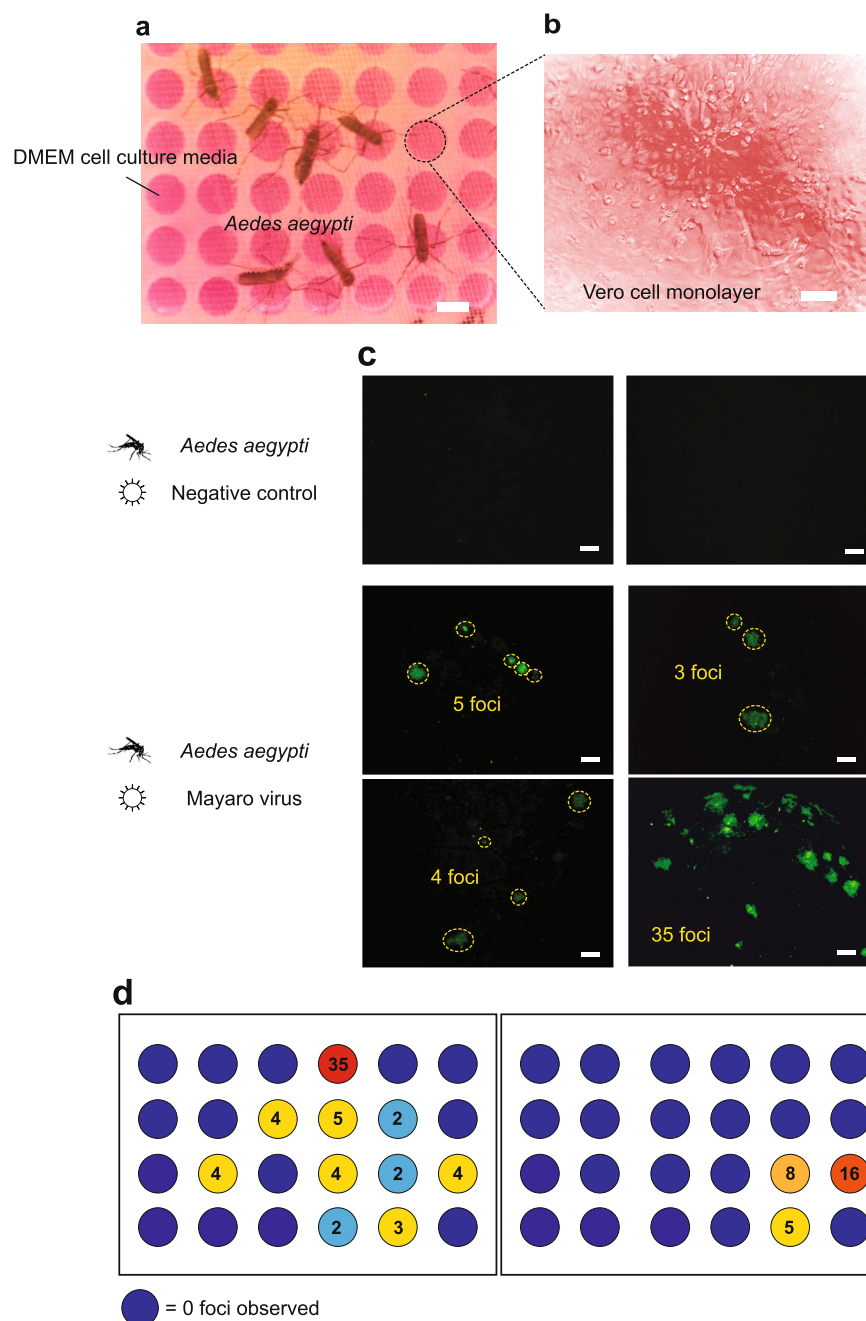 a
b
DMEM cell culture media
Aedes aegypti
Vero cell monolayer
c
Aedes aegypti
Negative control
5 foci
3 foci
Aedes aegypti
Mayaro virus
4 foci
35 foci
d
35
4 5 2
4 4 2 4 8 16
2 3 5
= 0 foci observed